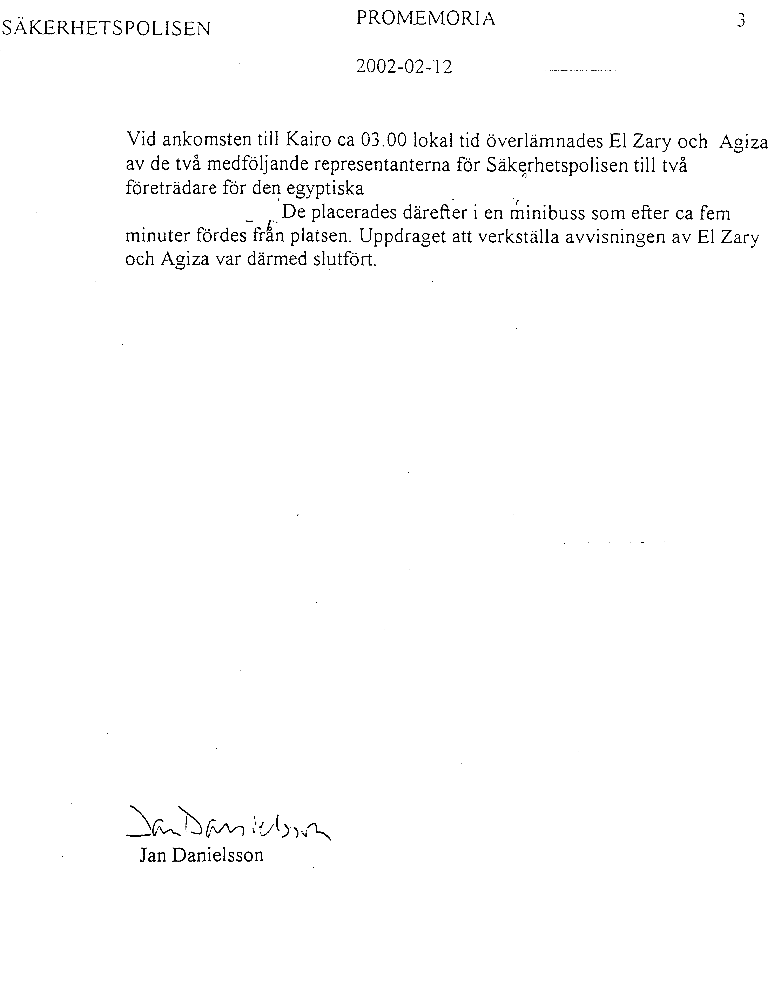 SÄKERHETSPOLISEN
PROMEMORIA
3
2002-02-12
Vid ankomsten till Kairo ca 03.00 lokal tid överlämnades El Zary och Agiza
av de två medföljande representanterna för Säkerhetspolisen till två
företrädare för den egyptiska
De placerades därefter i en minibuss som efter ca fem
minuter fördes från platsen. Uppdraget att verkställa avvisningen av El Zary
och Agiza var därmed slutfört.
Jan Danielsson
Jan Danielsson